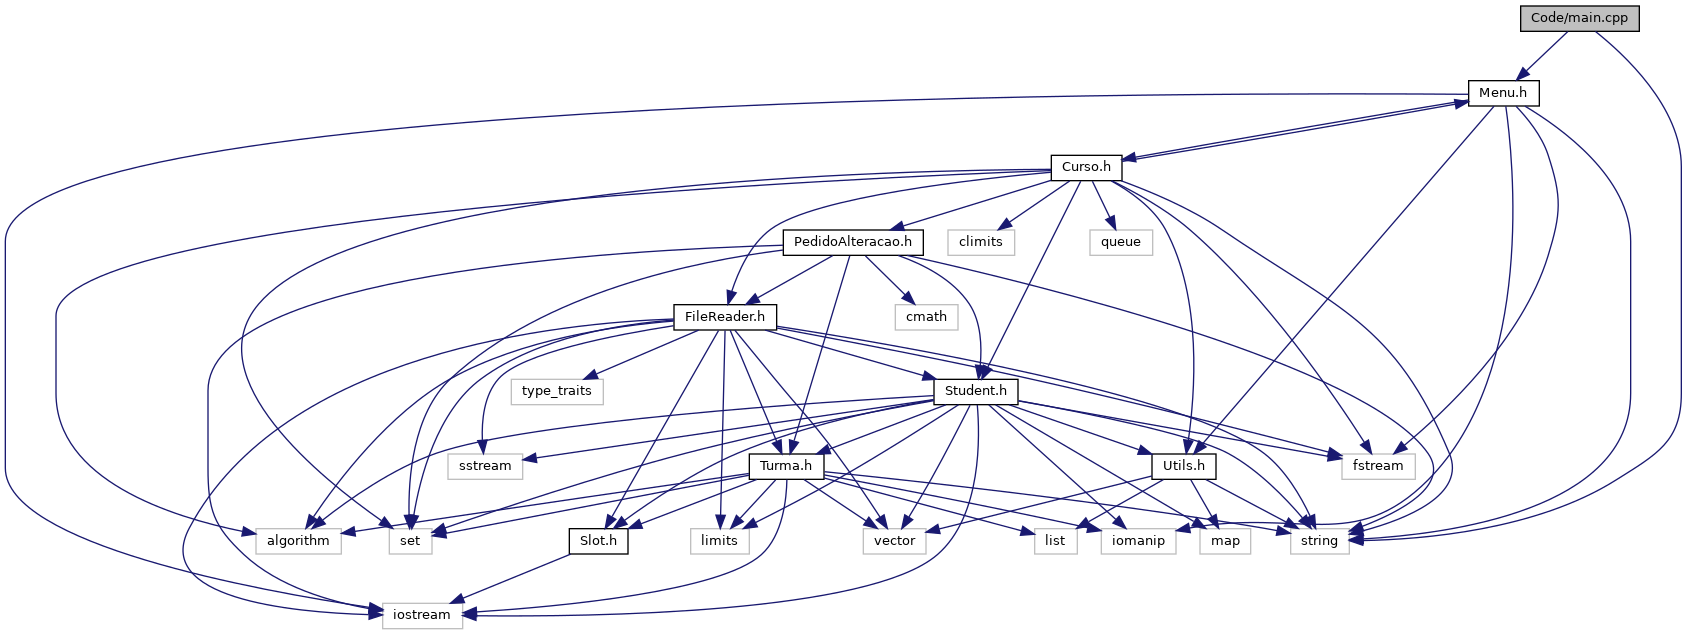 Code/main.cpp
Menu.h
Curso.h
PedidoAlteracao.h
climits
queue
FileReader.h
cmath
type_traits
Student.h
sstream
Turma.h
Utils.h
fstream
algorithm
set
Slot.h
limits
vector
list
iomanip
map
string
iostream